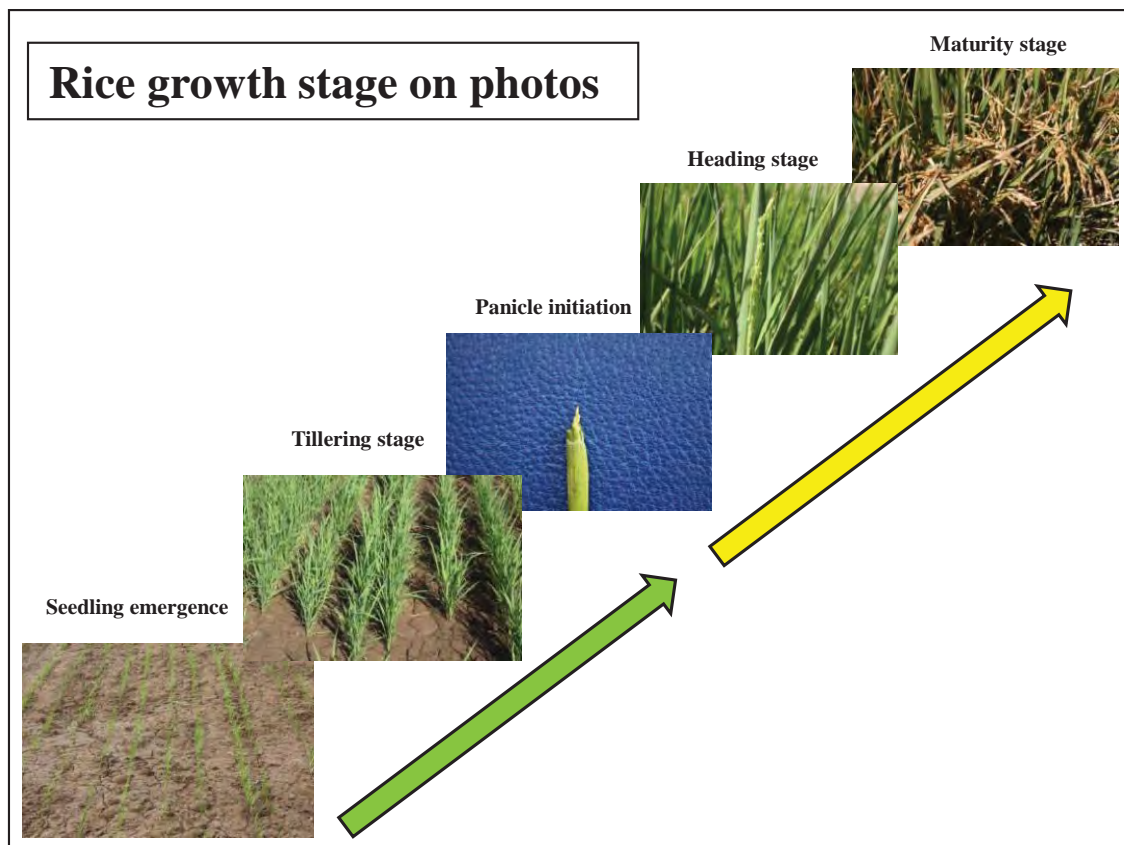 Rice growth stage on photos
Maturity stage
Heading stage
Panicle initiation
Tillering stage
Seedling emergence